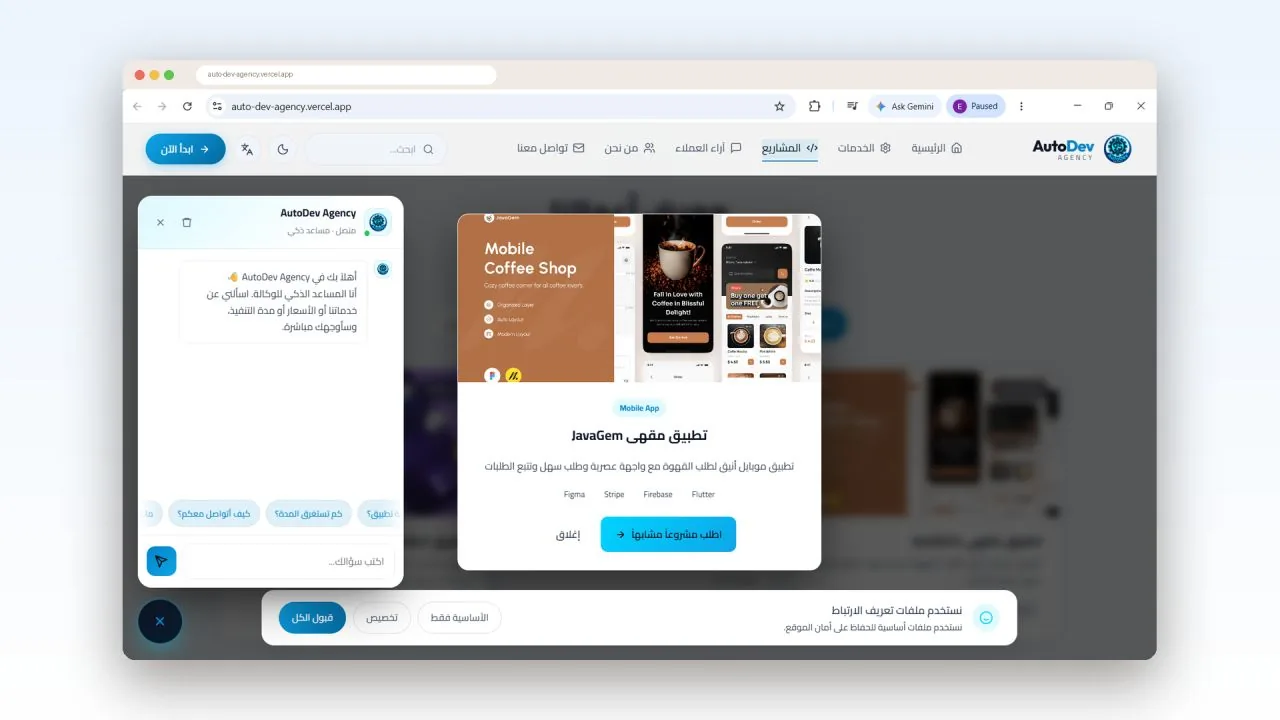 auto-dev-agency.vercel.app
auto-dev-agency.vercel.app
Ask Gemini
E
Paused
AutoDev
AGENCY
الرئيسية
الخدمات
المشاريع
آراء العملاء
من نحن
تواصل معنا
ابحث...
ابدأ الآن
AutoDev Agency
متصل · مساعد ذكي
أهلاً بك في AutoDev Agency 👋
أنا المساعد الذكي للوكالة. اسألني عن
خدماتنا أو الأسعار أو مدة التنفيذ،
وسأوجهك مباشرة.
تطبيق؟
كم تستغرق المدة؟
كيف أتواصل معكم؟
اكتب سؤالك...
JavaGem
Mobile
Coffee Shop
Cozy coffee corner for all coffee lovers
Organized Layer
Auto Layout
Modern Layout
Fall in Love with
Coffee in Blissful
Delight!
Buy one get
one FREE
Mobile App
تطبيق مقهى JavaGem
تطبيق موبايل أنيق لطلب القهوة مع واجهة عصرية وطلب سهل وتتبع الطلبات
Flutter
Firebase
Stripe
Figma
اطلب مشروعاً مشابهاً
إغلاق
نستخدم ملفات تعريف الارتباط
نستخدم ملفات أساسية للحفاظ على أمان الموقع.
الأساسية فقط
تخصيص
قبول الكل